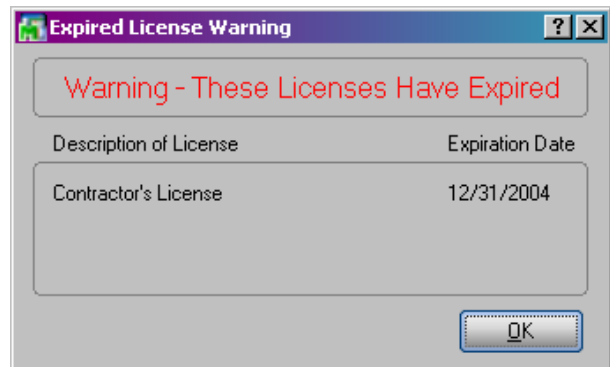 Expired License Warning
Warning - These Licenses Have Expired
Description of License Expiration Date
Contractor's License 12/31/2004
OK